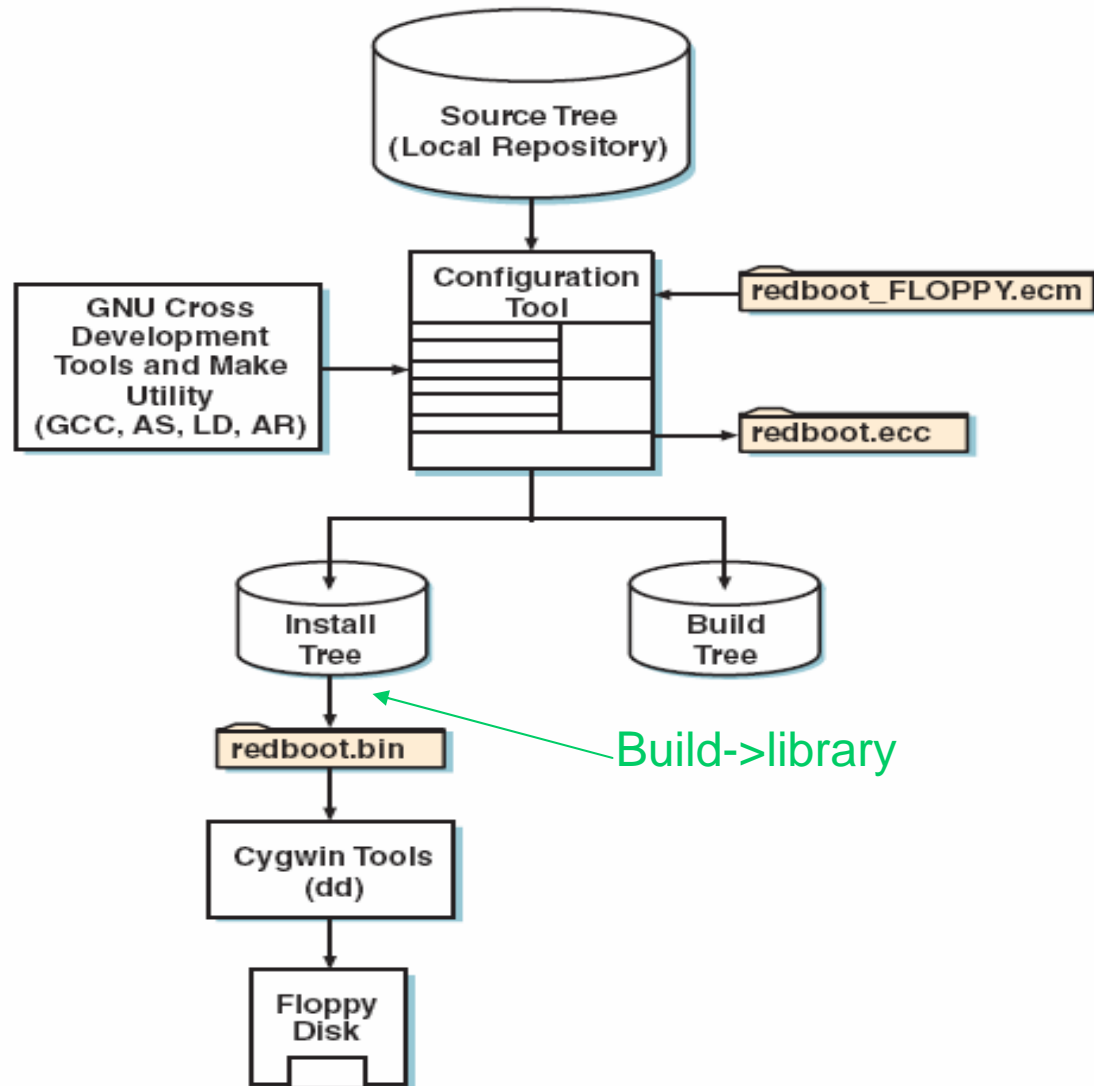 Source Tree
(Local Repository)
Configuration
Tool
redboot_FLOPPY.ecm
GNU Cross
Development
Tools and Make
Utility
(GCC, AS, LD, AR)
redboot.ecc
Install
Tree
Build
Tree
redboot.bin
Build->library
Cygwin Tools
(dd)
Floppy
Disk